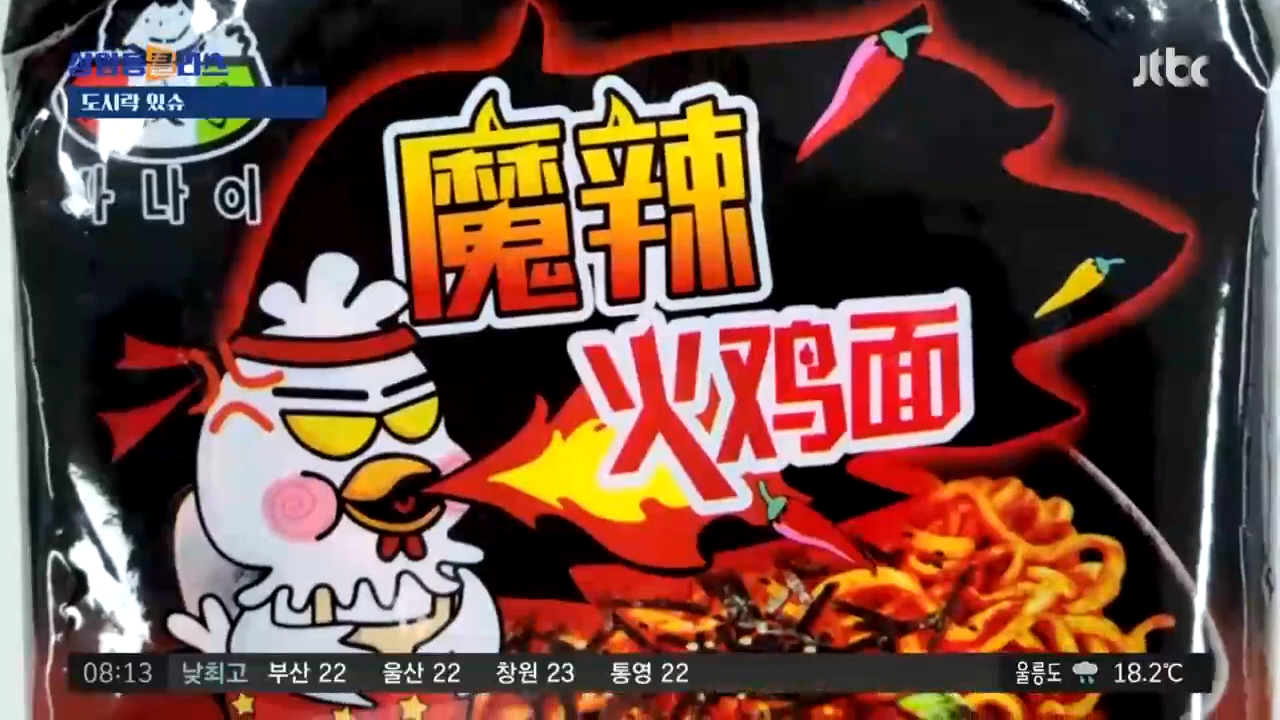 jtbc
도시락 있슈
사나이
魔辣
火鸡面
08:13 낮최고 부산 22 울산 22 창원 23 통영 22 울릉도 18.2℃